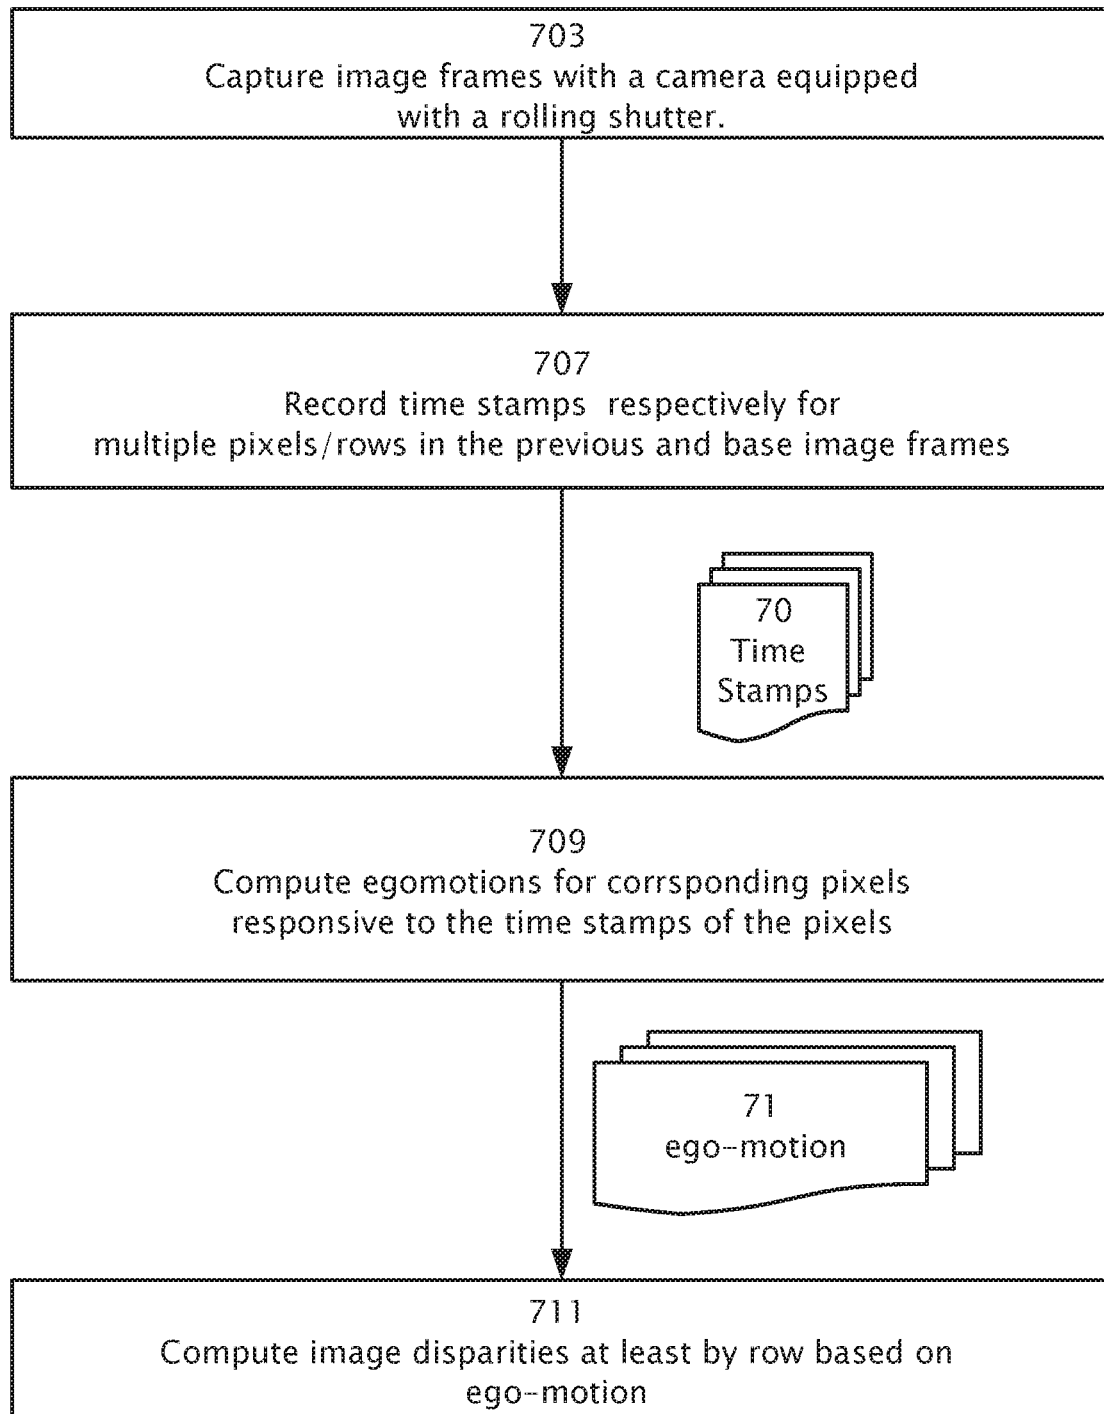 703
Capture image frames with a camera equipped
with a rolling shutter.
707
Record time stamps respectively for
multiple pixels/rows in the previous and base image frames
70
Time
Stamps
709
Compute egomotions for corrsponding pixels
responsive to the time stamps of the pixels
71
ego-motion
711
Compute image disparities at least by row based on
ego-motion